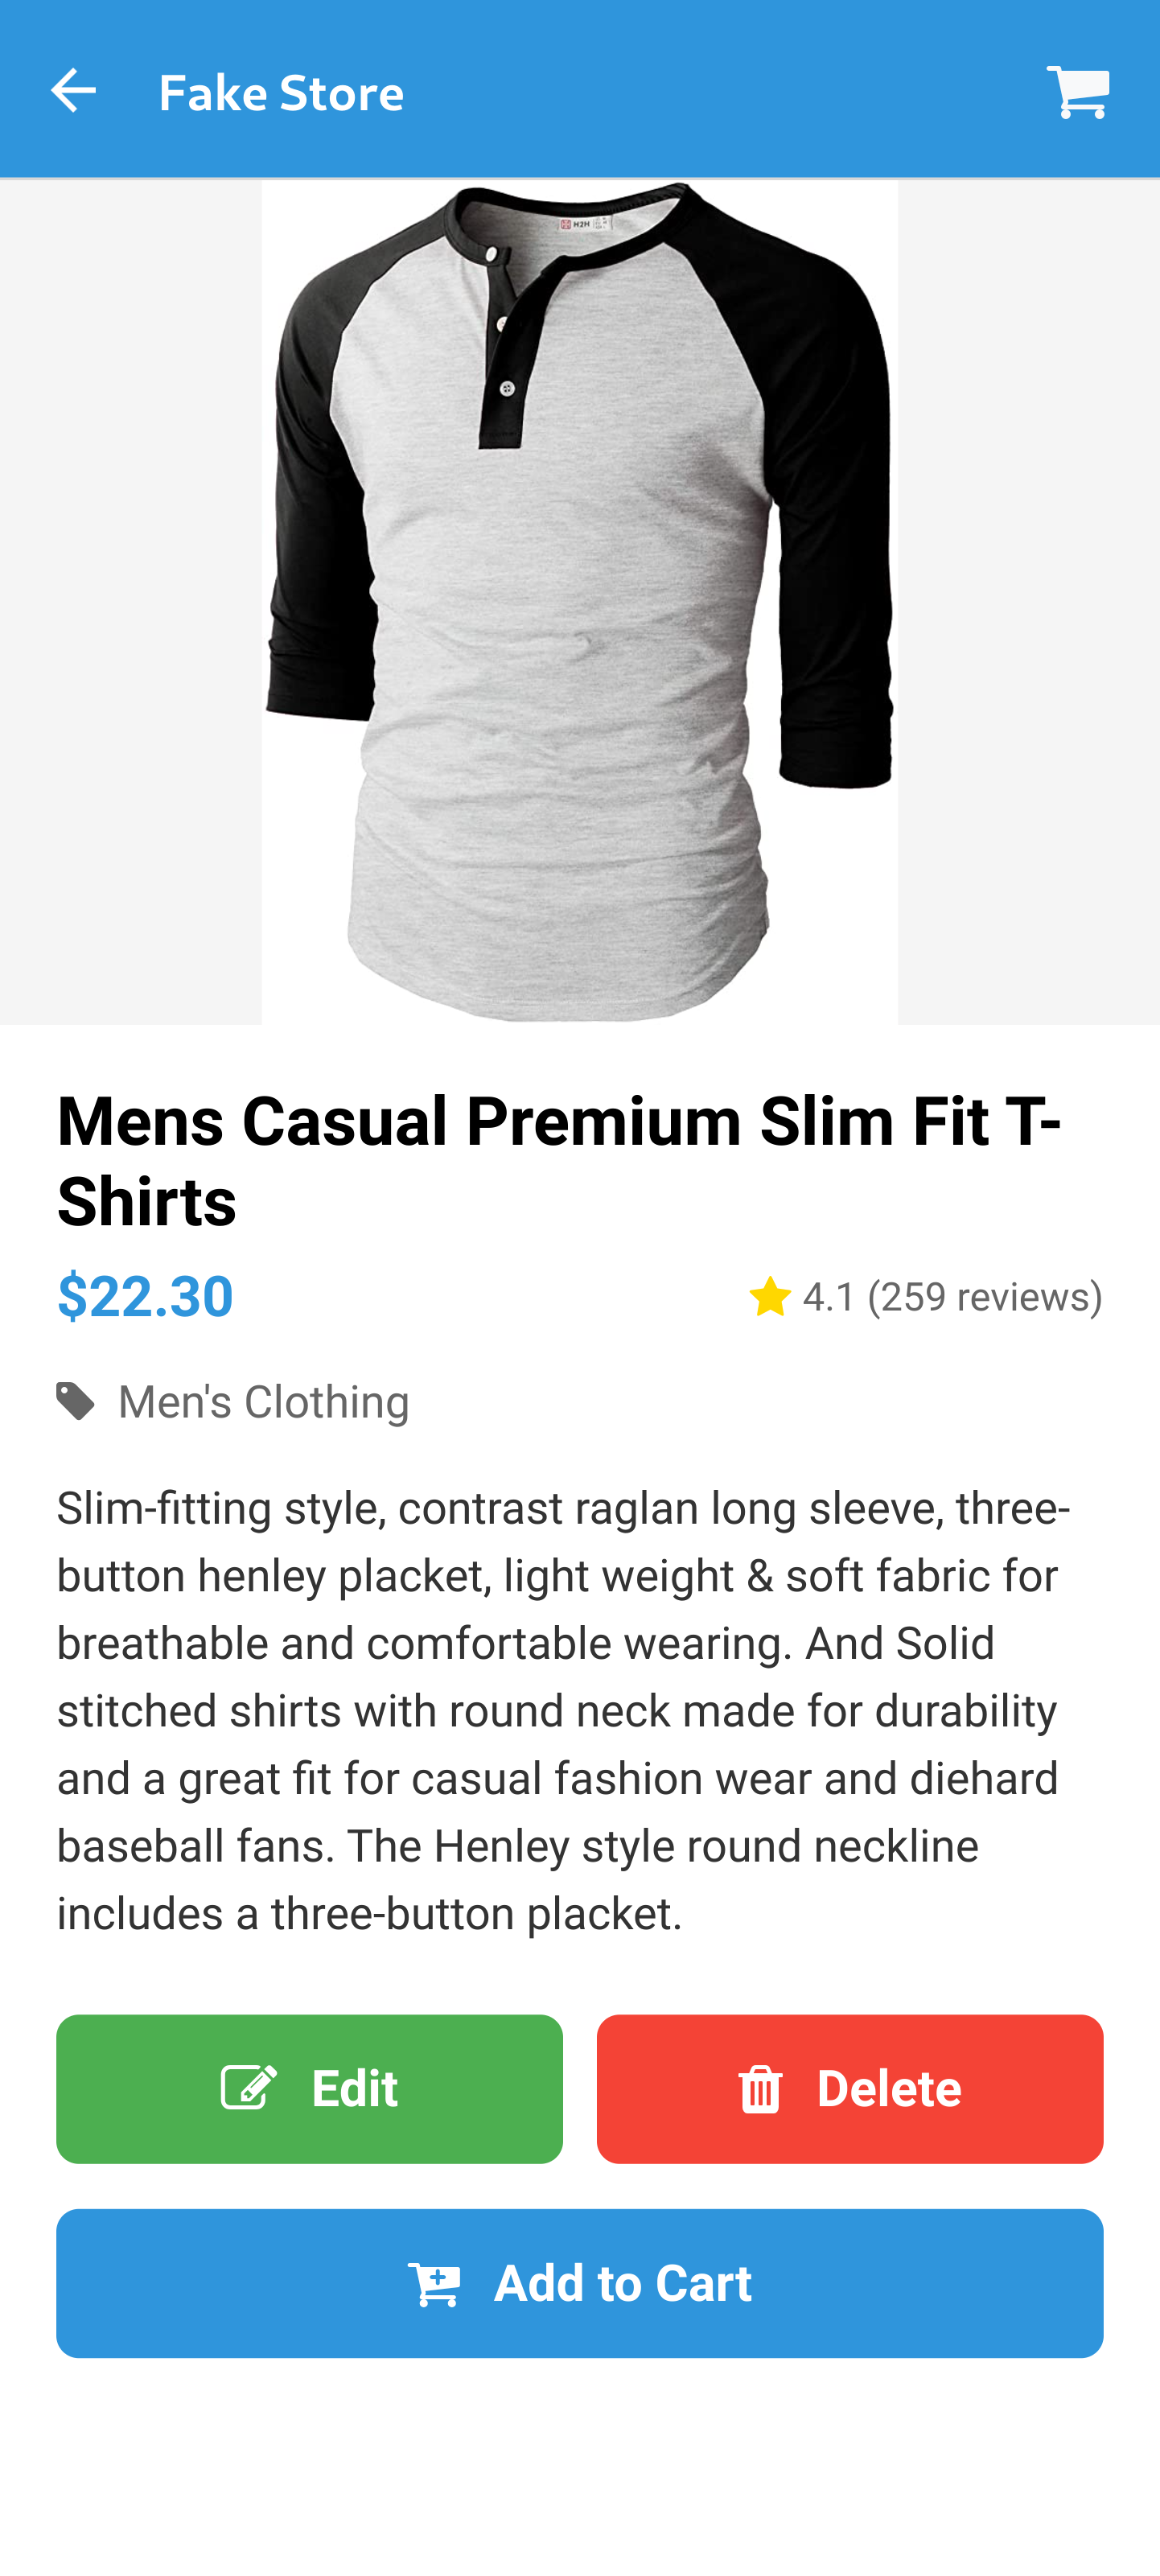 Fake Store
H2H
Mens Casual Premium Slim Fit T-
Shirts
$22.30
4.1 (259 reviews)
Men's Clothing
Slim-fitting style, contrast raglan long sleeve, three-
button henley placket, light weight & soft fabric for
breathable and comfortable wearing. And Solid
stitched shirts with round neck made for durability
and a great fit for casual fashion wear and diehard
baseball fans. The Henley style round neckline
includes a three-button placket.
Edit
Delete
Add to Cart